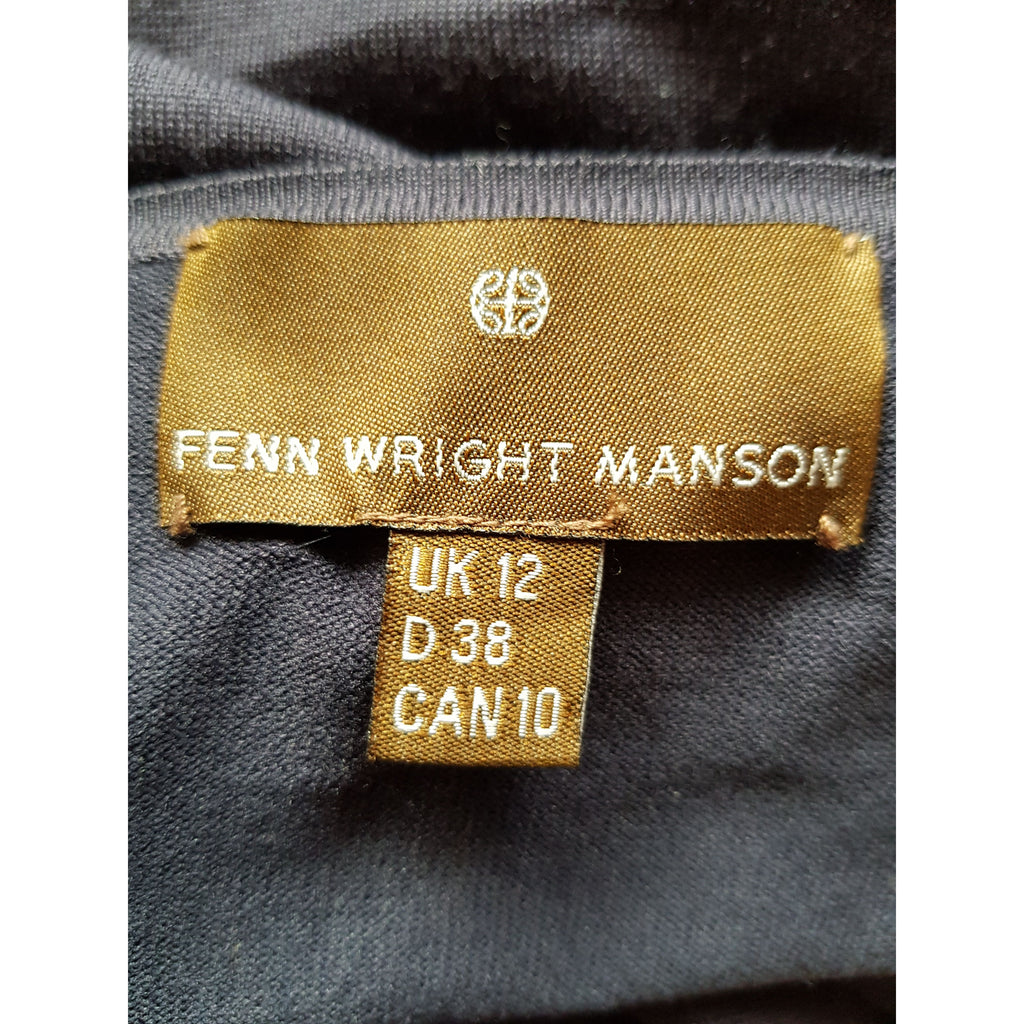 FENN WRIGHT MANSON
UK 12
D 38
CAN 10